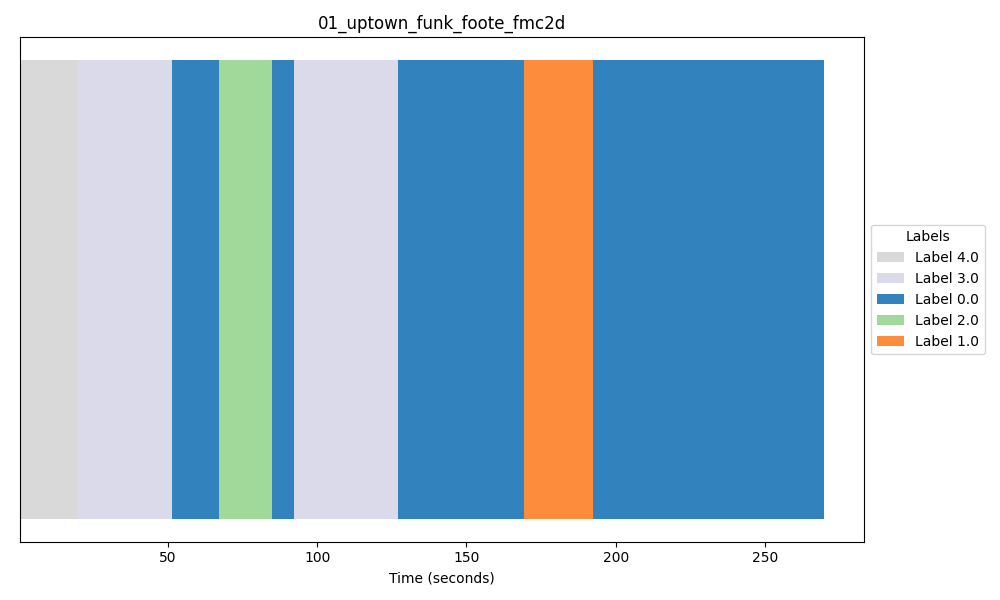 01_uptown_funk_foote_fmc2d
Labels
Label 4.0
Label 3.0
Label 0.0
Label 2.0
Label 1.0
50
100
150
200
250
Time (seconds)